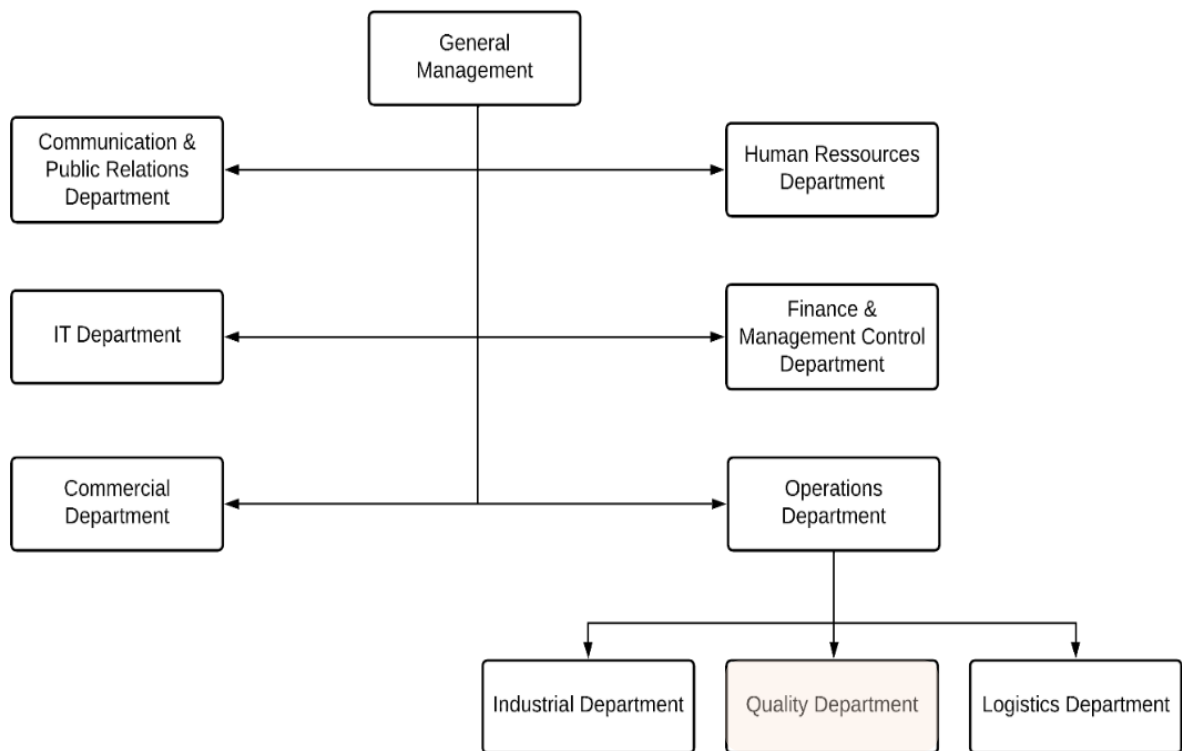 General
Management
Communication &
Public Relations
Department
Human Ressources
Department
IT Department
Finance &
Management Control
Department
Commercial
Department
Operations
Department
Industrial Department
Quality Department
Logistics Department